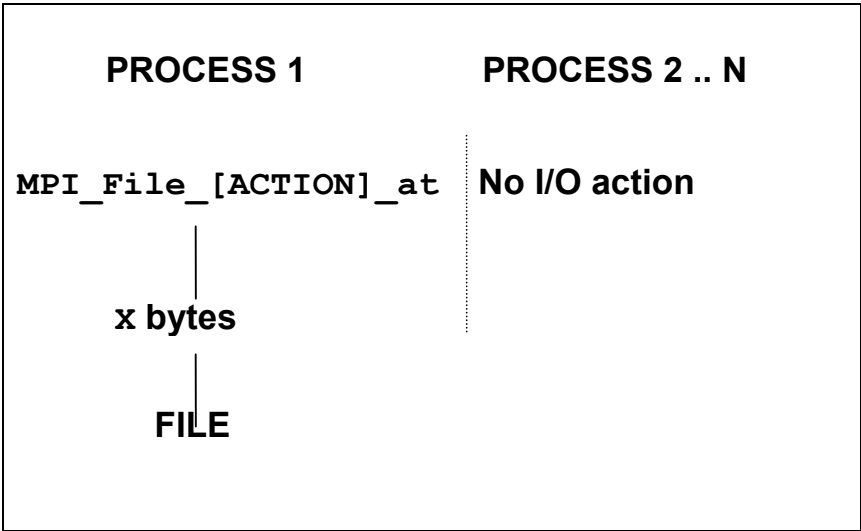 PROCESS 1 PROCESS 2 .. N
MPI_File_[ACTION]_at No I/O action
x bytes
FILE